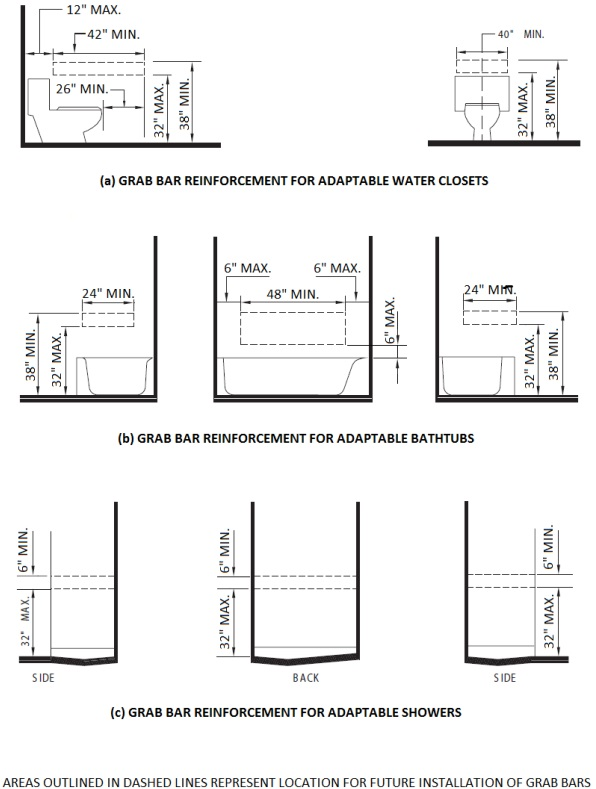 12" MAX.
42" MIN.
26" MIN.
32" MAX.
38" MIN.
40" MIN.
32" MAX.
38" MIN.
(a) GRAB BAR REINFORCEMENT FOR ADAPTABLE WATER CLOSETS
24" MIN.
38" MIN.
32" MAX.
6" MAX.
6" MAX.
48" MIN.
6" MAX.
24" MIN.
32" MAX.
38" MIN.
(b) GRAB BAR REINFORCEMENT FOR ADAPTABLE BATHTUBS
6" MIN.
32" MAX.
SIDE
6" MIN.
32" MAX.
BACK
6" MIN.
32" MAX.
SIDE
(c) GRAB BAR REINFORCEMENT FOR ADAPTABLE SHOWERS
AREAS OUTLINED IN DASHED LINES REPRESENT LOCATION FOR FUTURE INSTALLATION OF GRAB BARS